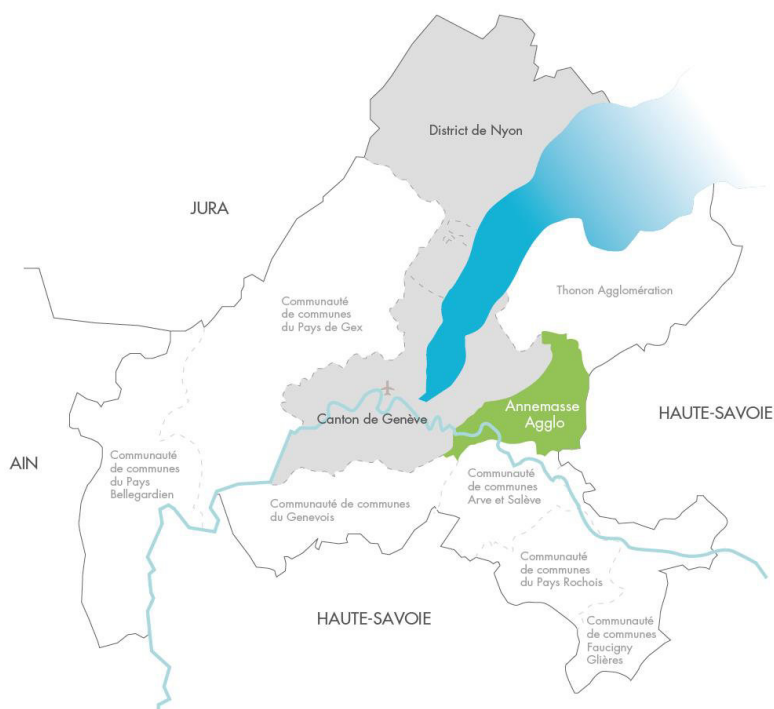 District de Nyon
JURA
Thonon Agglomération
Communauté
de communes
du Pays de Gex
Annemasse
Agglo
HAUTE-SAVOIE
Canton de Genève
AIN
Communauté
de communes
du Pays
Bellegardien
Communauté
de communes
Arve et Salève
Communauté de communes
du Genevois
Communauté
de communes
du Pays Rochois
HAUTE-SAVOIE
Communauté
de communes
Faucigny
Glières